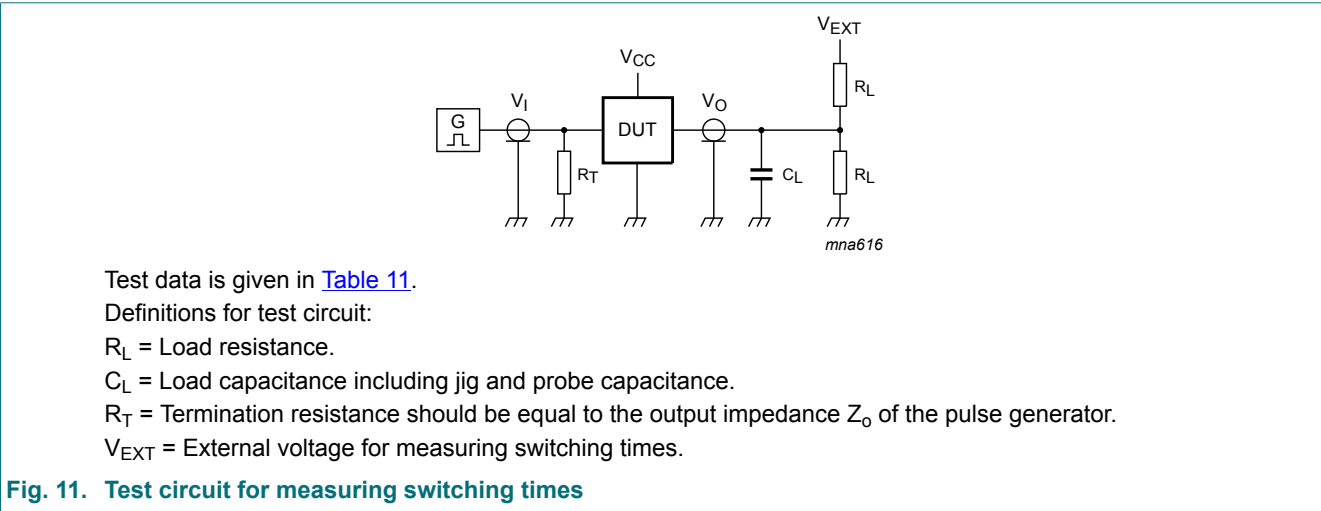 VEXT
VCC
RL
VI
VO
G
DUT
RT
CL
RL
mna616
Test data is given in Table 11.
Definitions for test circuit:
RL = Load resistance.
CL = Load capacitance including jig and probe capacitance.
RT = Termination resistance should be equal to the output impedance Zo of the pulse generator.
VEXT = External voltage for measuring switching times.
Fig. 11. Test circuit for measuring switching times